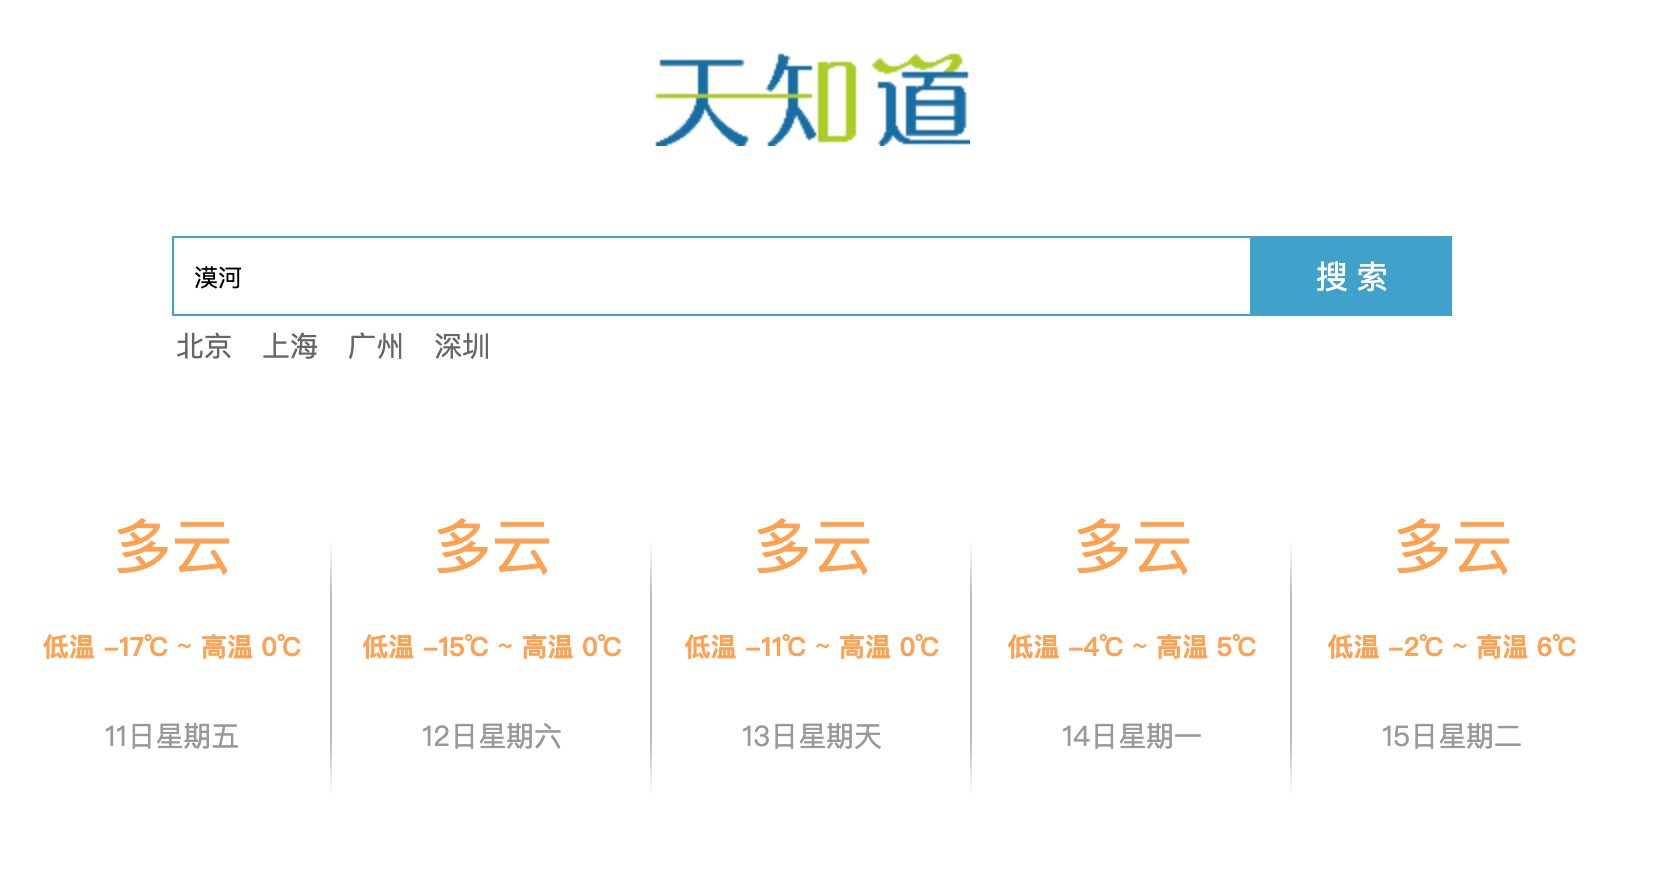 天知道
漠河
搜 索
北京 上海 广州 深圳
多云 多云 多云 多云 多云
低温 -17℃ ~ 高温 0℃ 低温 -15℃ ~ 高温 0℃ 低温 -11℃ ~ 高温 0℃ 低温 -4℃ ~ 高温 5℃ 低温 -2℃ ~ 高温 6℃
11日星期五 12日星期六 13日星期天 14日星期一 15日星期二